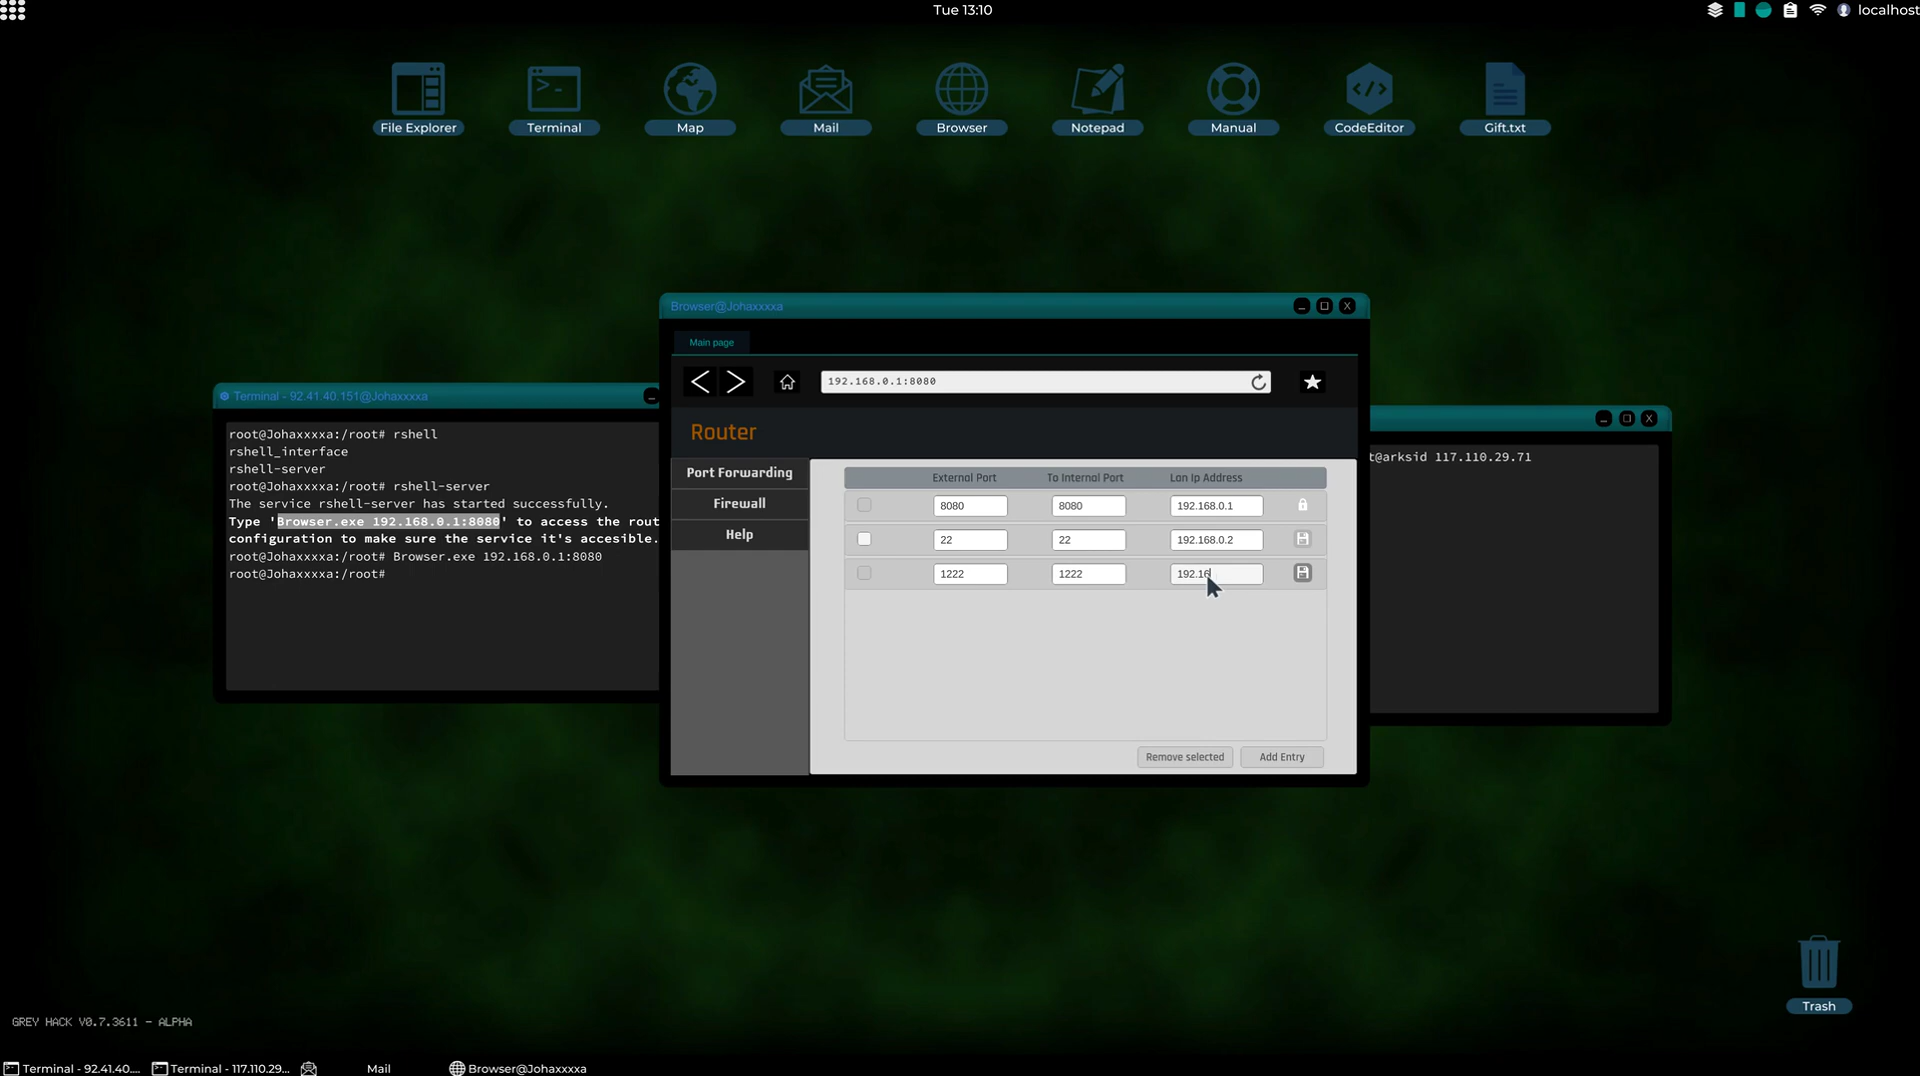 Tue 13:10
localhost
File Explorer
Terminal
Map
Mail
Browser
Notepad
Manual
CodeEditor
Gift.txt
Terminal - 92.41.40.151@Johaxxxxa
root@Johaxxxxa:/root# rshell
rshell_interface
rshell-server
root@Johaxxxxa:/root# rshell-server
The service rshell-server has started successfully.
Type 'Browser.exe 192.168.0.1:8080' to access the rout
configuration to make sure the service it's accesible.
root@Johaxxxxa:/root# Browser.exe 192.168.0.1:8080
root@Johaxxxxa:/root#
Browser@Johaxxxxa
X
Main page
192.168.0.1:8080
Router
Port Forwarding
Firewall
Help
External Port To Internal Port Lan Ip Address
8080 8080 192.168.0.1
22 22 192.168.0.2
1222 1222 192.16
Remove selected Add Entry
X
t@arksid 117.110.29.71
Trash
GREY HACK V0.7.3611 - ALPHA
Terminal - 92.41.40....
Terminal - 117.110.29...
Mail
Browser@Johaxxxxa